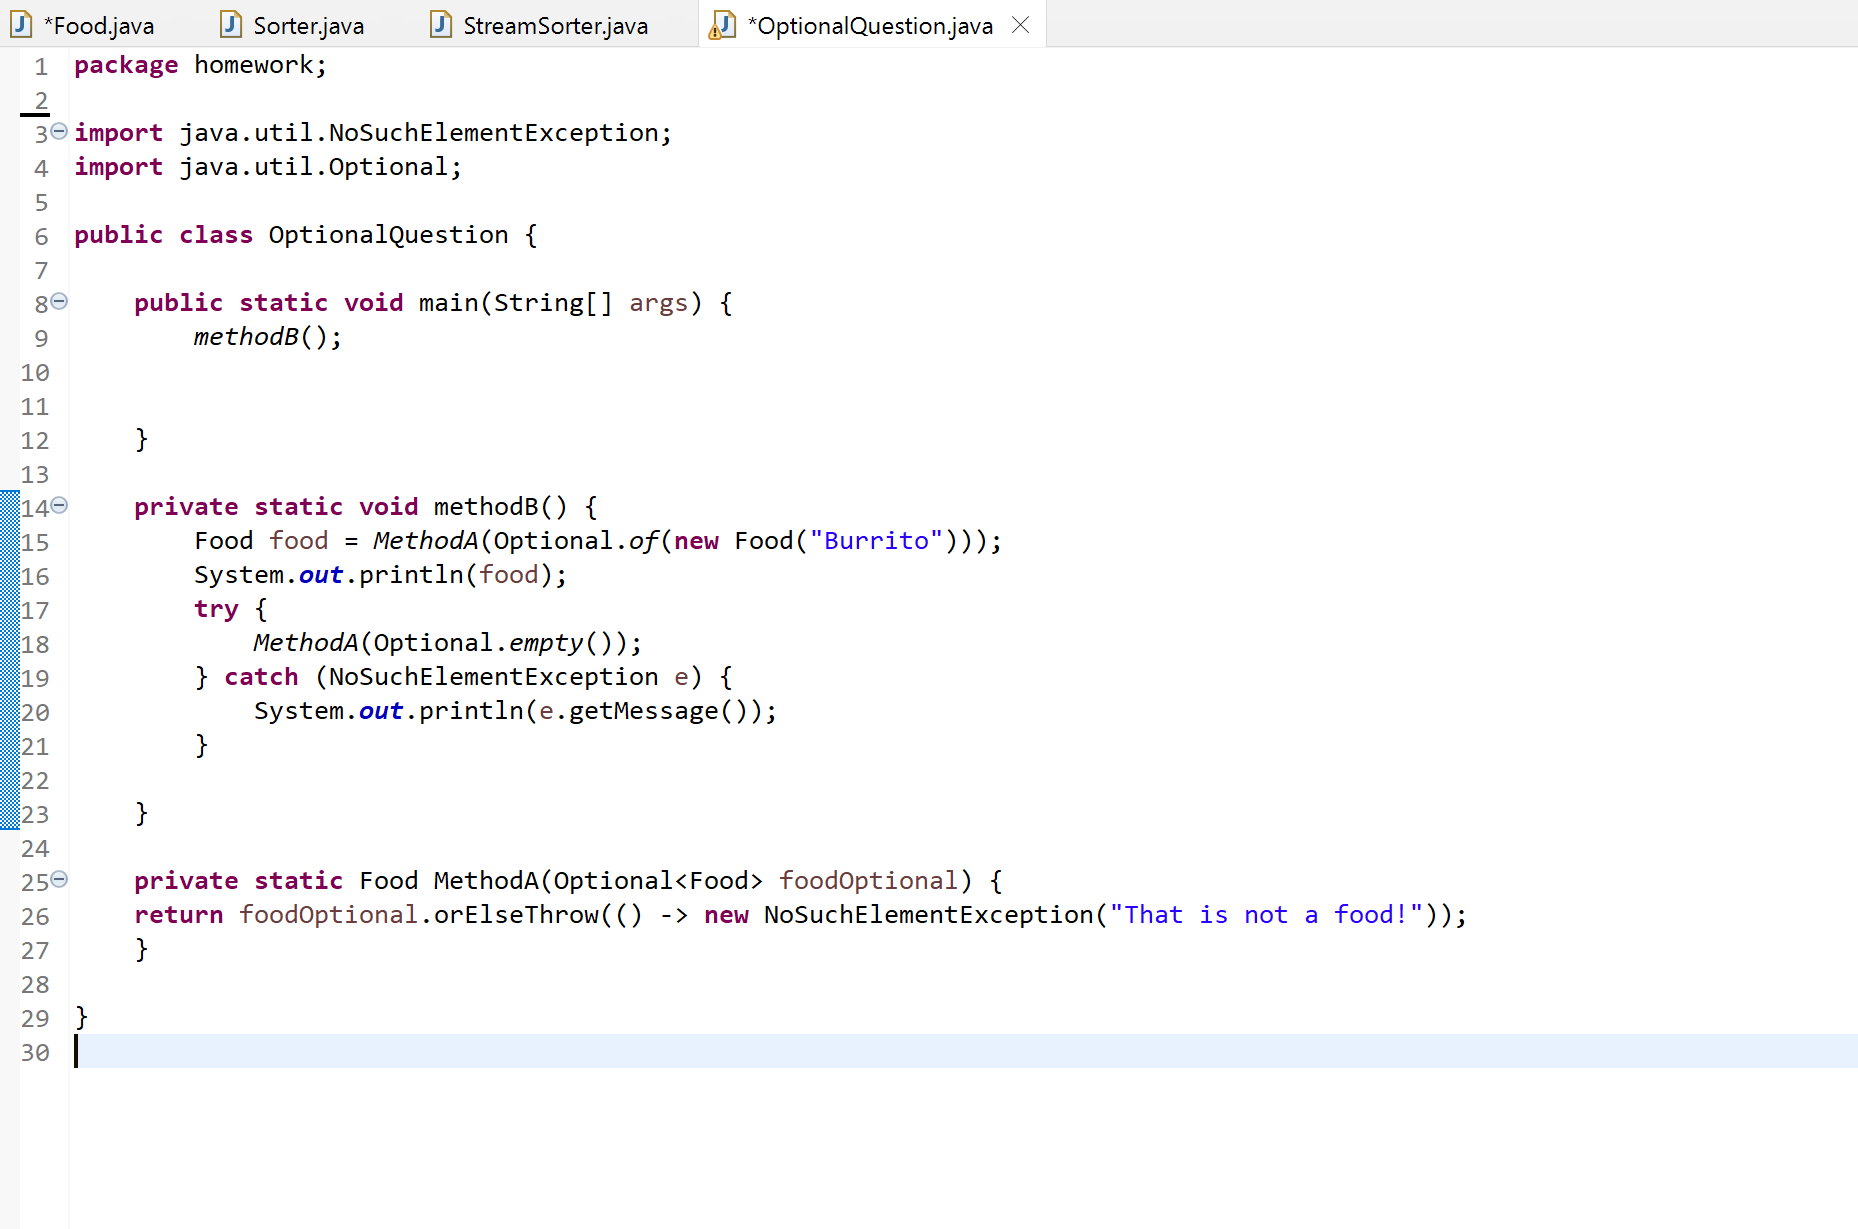 *Food.java Sorter.java StreamSorter.java *OptionalQuestion.java
1 package homework;
2
3 import java.util.NoSuchElementException;
4 import java.util.Optional;
5
6 public class OptionalQuestion {
7
8     public static void main(String[] args) {
9         methodB();
10
11
12     }
13
14     private static void methodB() {
15         Food food = MethodA(Optional.of(new Food("Burrito")));
16         System.out.println(food);
17         try {
18             MethodA(Optional.empty());
19         } catch (NoSuchElementException e) {
20             System.out.println(e.getMessage());
21         }
22
23     }
24
25     private static Food MethodA(Optional<Food> foodOptional) {
26     return foodOptional.orElseThrow(() -> new NoSuchElementException("That is not a food!"));
27     }
28
29 }
30